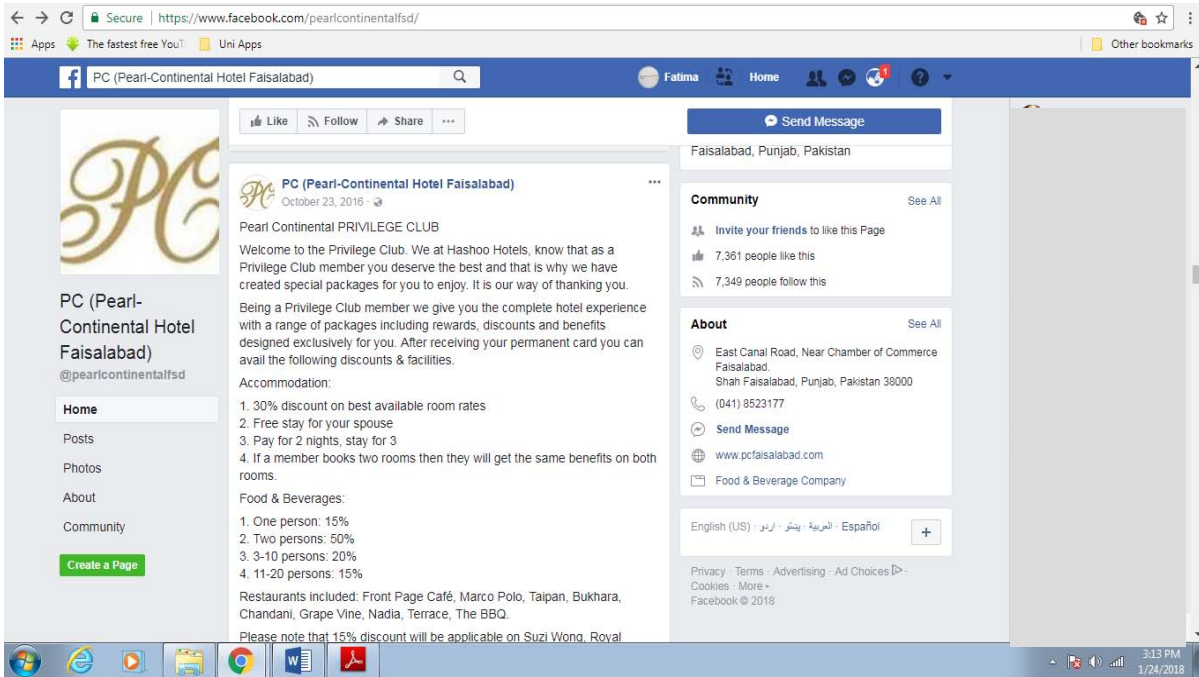 Secure | https://www.facebook.com/pearlcontinentalfsd/
Apps The fastest free YouT Uni Apps Other bookmarks
PC (Pearl-Continental Hotel Faisalabad)
Fatima Home 1
PC
PC (Pearl-
Continental Hotel
Faisalabad)
@pearlcontinentalfsd
Home
Posts
Photos
About
Community
Create a Page
Like Follow Share ...
PC (Pearl-Continental Hotel Faisalabad)
October 23, 2016 ·
Pearl Continental PRIVILEGE CLUB
Welcome to the Privilege Club. We at Hashoo Hotels, know that as a
Privilege Club member you deserve the best and that is why we have
created special packages for you to enjoy. It is our way of thanking you.
Being a Privilege Club member we give you the complete hotel experience
with a range of packages including rewards, discounts and benefits
designed exclusively for you. After receiving your permanent card you can
avail the following discounts & facilities.
Accommodation:
1. 30% discount on best available room rates
2. Free stay for your spouse
3. Pay for 2 nights, stay for 3
4. If a member books two rooms then they will get the same benefits on both
rooms.
Food & Beverages:
1. One person: 15%
2. Two persons: 50%
3. 3-10 persons: 20%
4. 11-20 persons: 15%
Restaurants included: Front Page Café, Marco Polo, Taipan, Bukhara,
Chandani, Grape Vine, Nadia, Terrace, The BBQ.
Please note that 15% discount will be applicable on Suzi Wong, Royal
Send Message
Faisalabad, Punjab, Pakistan
Community See All
Invite your friends to like this Page
7,361 people like this
7,349 people follow this
About See All
East Canal Road, Near Chamber of Commerce
Faisalabad.
Shah Faisalabad, Punjab, Pakistan 38000
(041) 8523177
Send Message
www.pcfaisalabad.com
Food & Beverage Company
English (US) · العربية · پښتو · اردو · Español
Privacy · Terms · Advertising · Ad Choices ·
Cookies · More
Facebook © 2018
3:13 PM
1/24/2018